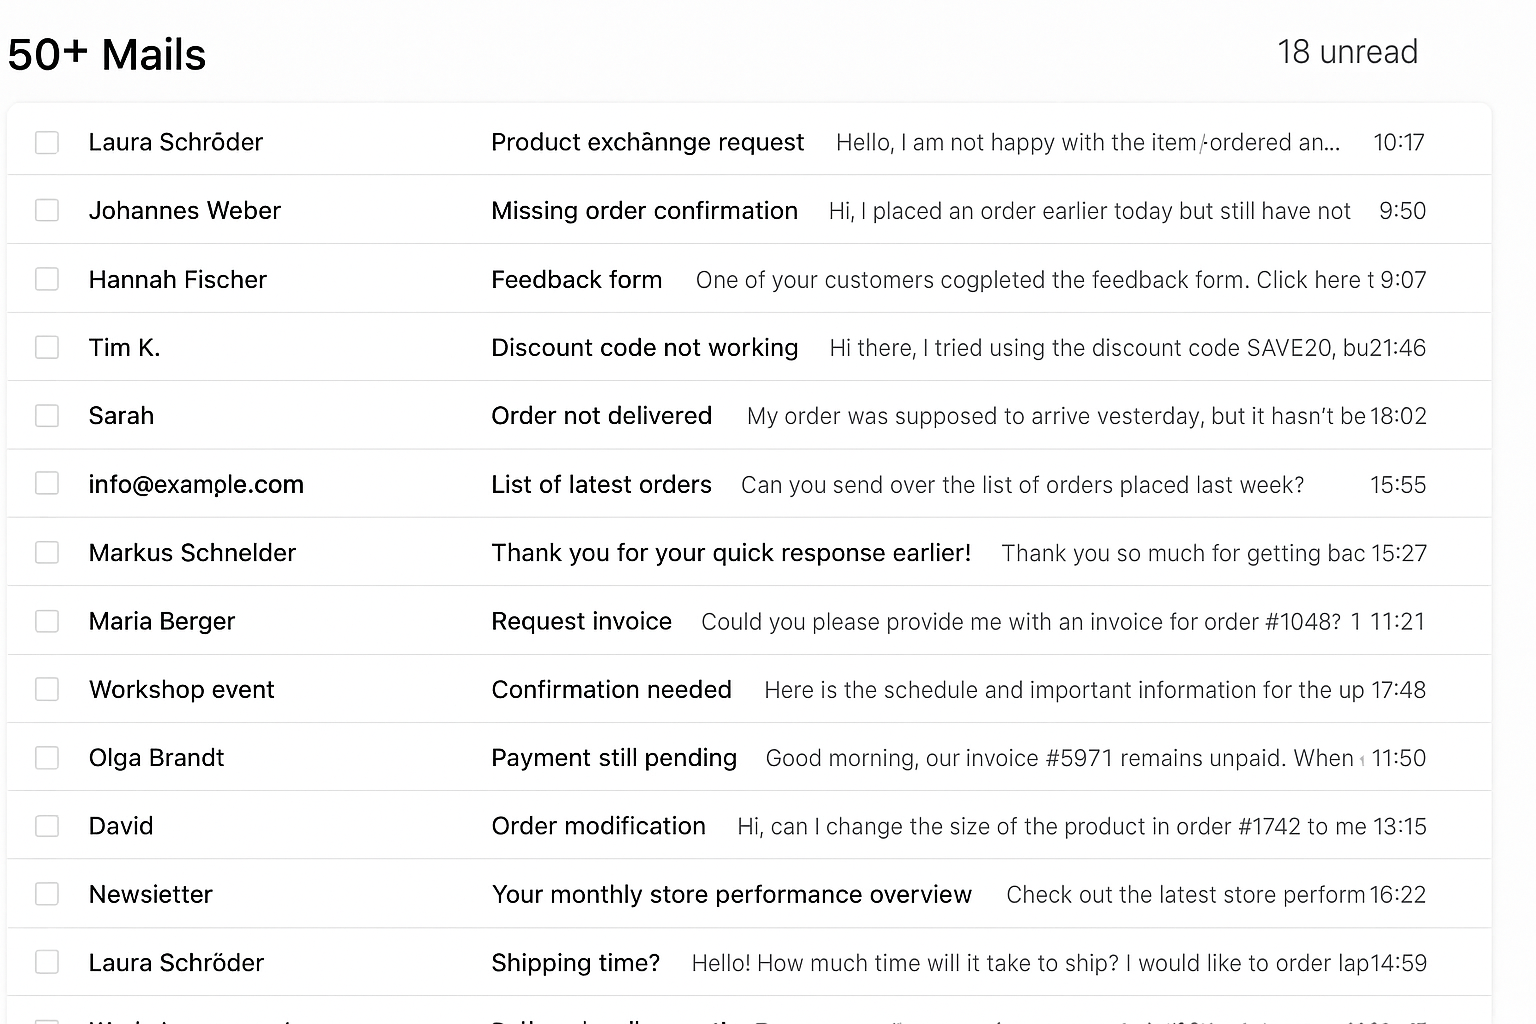 50+ Mails 18 unread
Laura Schrōder Product exchānnge request Hello, I am not happy with the item ordered an... 10:17
Johannes Weber Missing order confirmation Hi, I placed an order earlier today but still have not 9:50
Hannah Fischer Feedback form One of your customers cogpleted the feedback form. Click here t 9:07
Tim K. Discount code not working Hi there, I tried using the discount code SAVE20, bu 21:46
Sarah Order not delivered My order was supposed to arrive vesterday, but it hasn’t be 18:02
info@example.com List of latest orders Can you send over the list of orders placed last week? 15:55
Markus Schnelder Thank you for your quick response earlier! Thank you so much for getting bac 15:27
Maria Berger Request invoice Could you please provide me with an invoice for order #1048? 1 11:21
Workshop event Confirmation needed Here is the schedule and important information for the up 17:48
Olga Brandt Payment still pending Good morning, our invoice #5971 remains unpaid. When 11:50
David Order modification Hi, can I change the size of the product in order #1742 to me 13:15
Newsietter Your monthly store performance overview Check out the latest store perform 16:22
Laura Schröder Shipping time? Hello! How much time will it take to ship? I would like to order lap 14:59